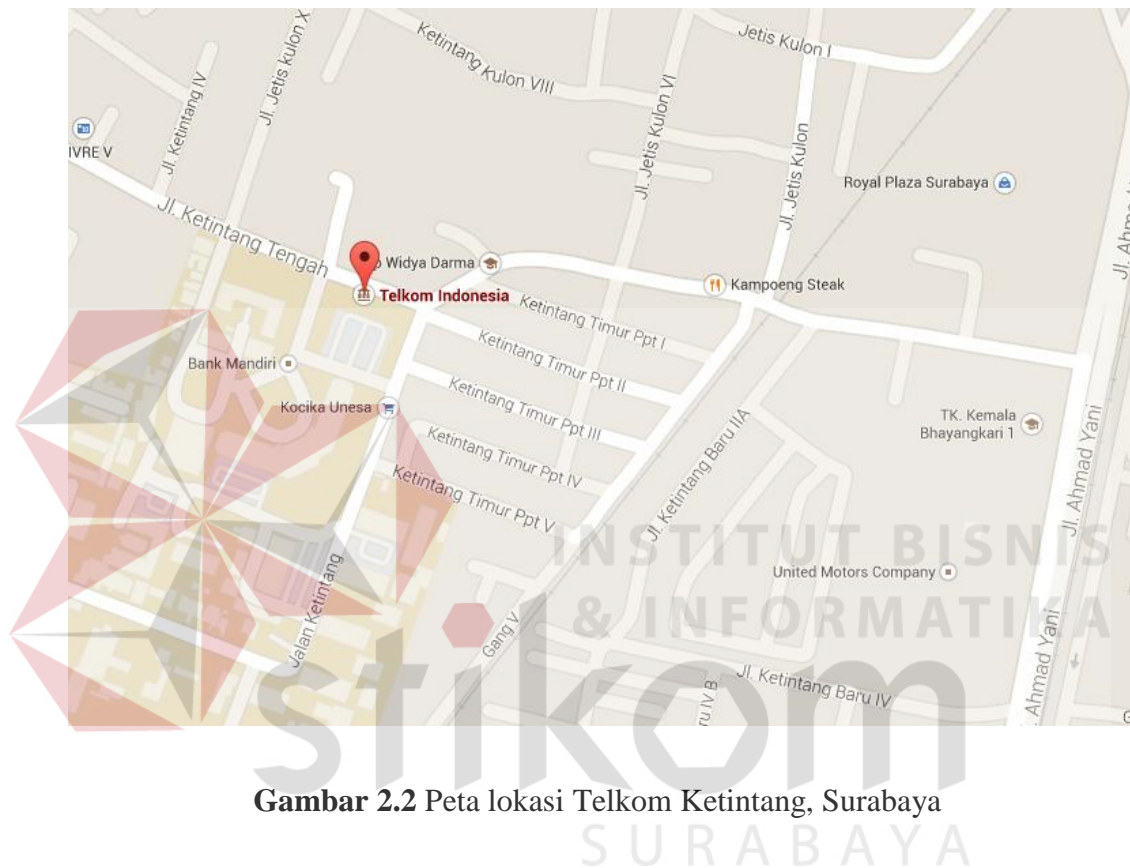 Jl. Jetis kulon X
Ketintang Kulon VIII
Jetis Kulon I
Jl. Ketintang IV
Jl. Jetis Kulon VI
Jl. Jetis Kulon
IVRE V
Royal Plaza Surabaya
Jl. Ketintang Tengah
Widya Darma
Telkom Indonesia
Kampoeng Steak
Ketintang Timur Ppt I
Ketintang Timur Ppt II
Bank Mandiri
Ketintang Timur Ppt III
Kocika Unesa
Ketintang Timur Ppt IV
Ketintang Timur Ppt V
Jl. Ketintang Baru IIA
TK. Kemala
Bhayangkari 1
Jl. Ahmad Yani
INSTITUT BISNIS
United Motors Company
& INFORMATIKA
Jalan Ketintang
Gang V
Jl. Ketintang Baru IV
ru IV B
Ahmad Yani
stikom
Gambar 2.2 Peta lokasi Telkom Ketintang, Surabaya
SURABAYA